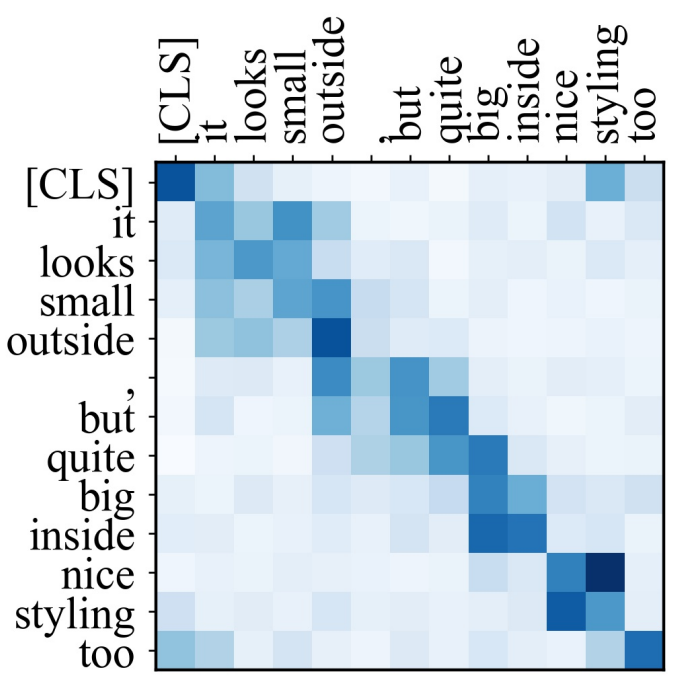 [CLS] it looks small outside , but quite big inside nice styling too
[CLS]
it
looks
small
outside
,
but
quite
big
inside
nice
styling
too